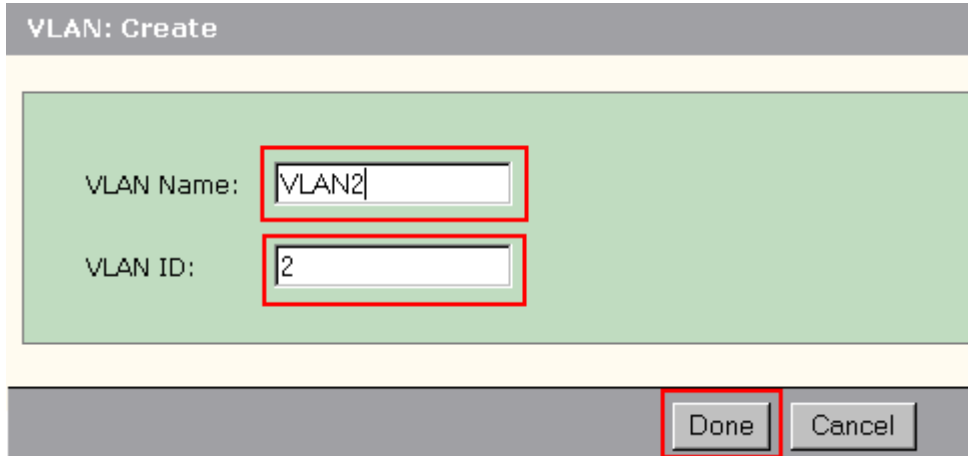 VLAN: Create
VLAN Name: VLAN2
VLAN ID: 2
Done Cancel